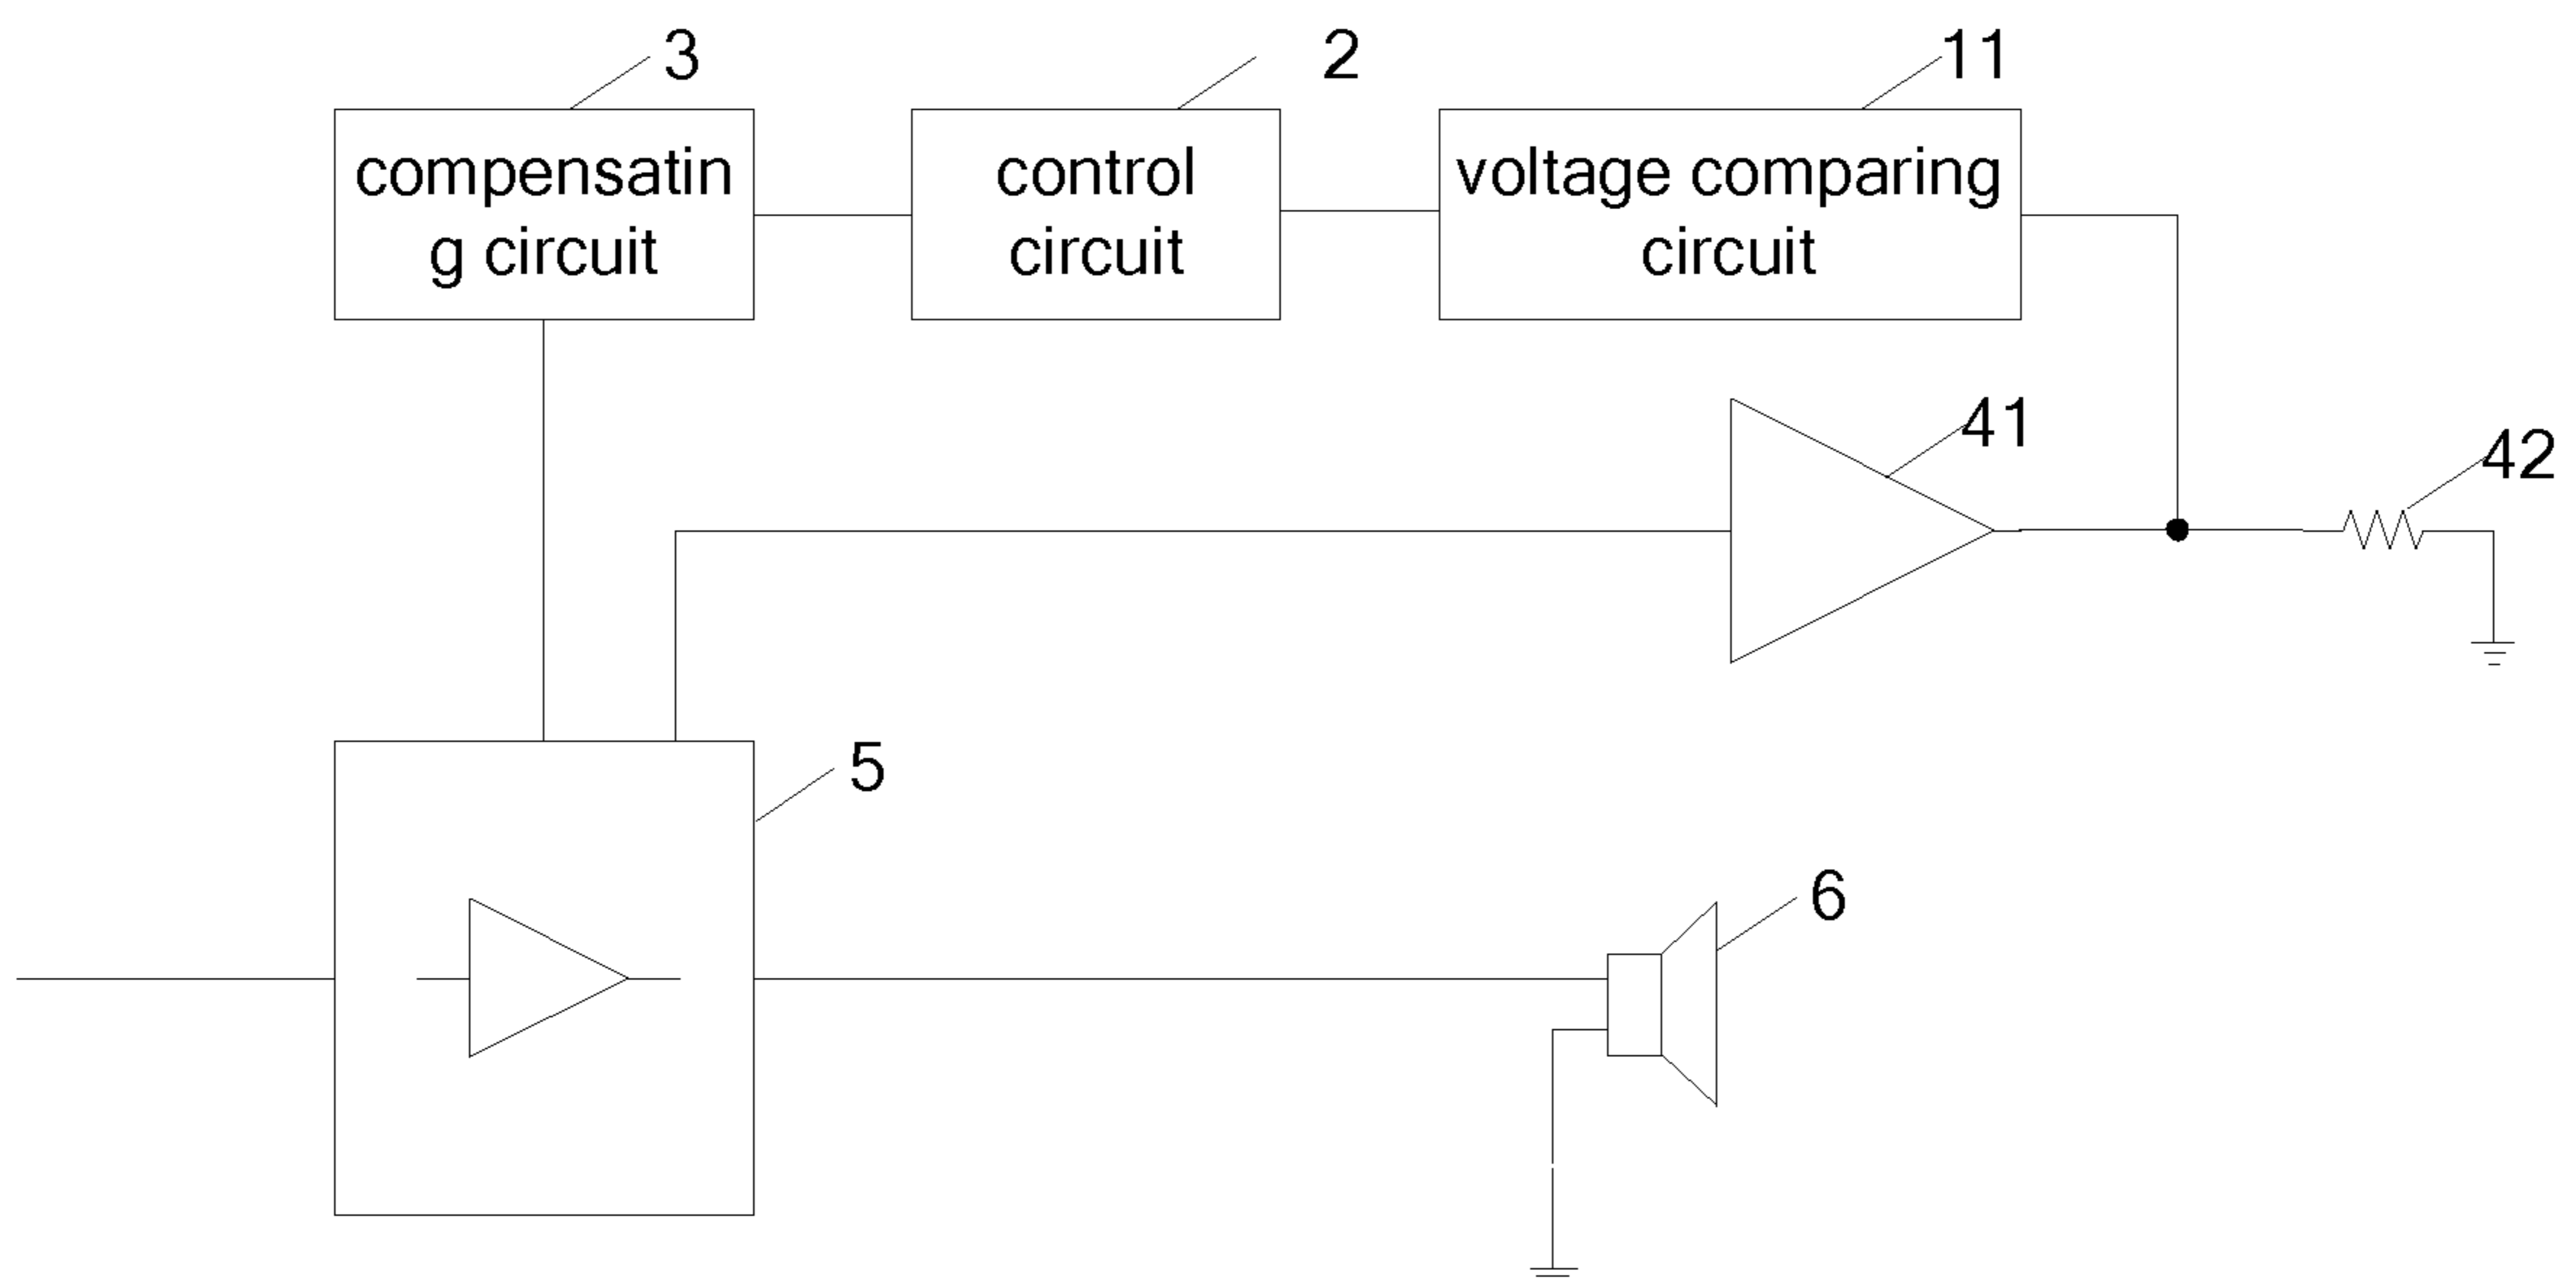 3
2
11
compensatin
g circuit
control
circuit
voltage comparing
circuit
41
42
5
6